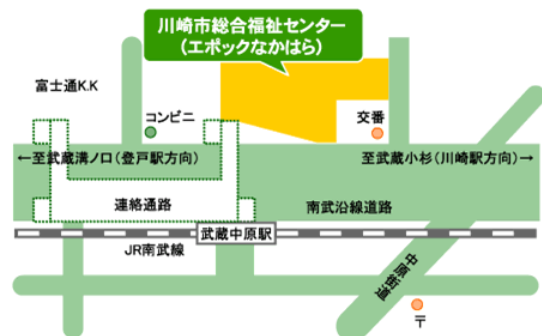 川崎市総合福祉センター
（エポックなかはら）
富士通K.K
コンビニ
交番
←至武蔵溝ノ口（登戸駅方向）
至武蔵小杉（川崎駅方向）→
連絡通路
南武沿線道路
武蔵中原駅
JR南武線
中原街道
〒